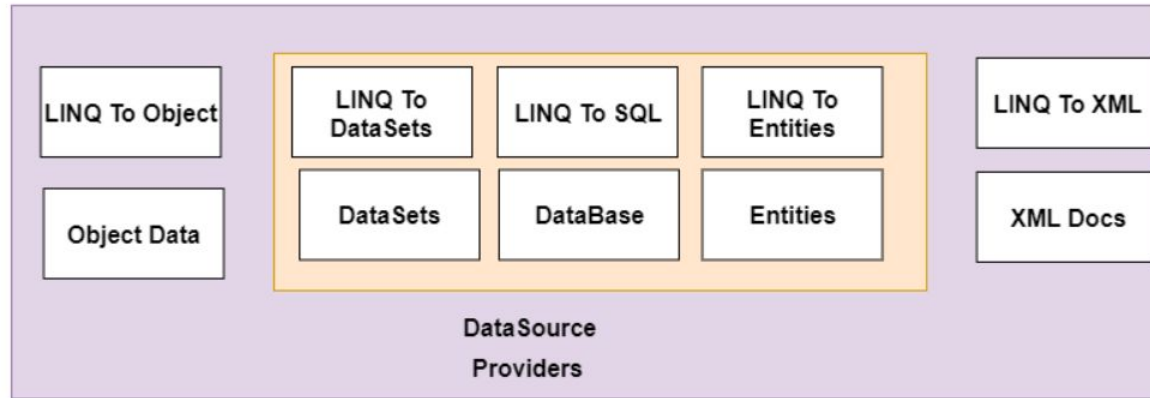 LINQ To Object
LINQ To
DataSets
LINQ To SQL
LINQ To
Entities
LINQ To XML
Object Data
DataSets
DataBase
Entities
XML Docs
DataSource
Providers